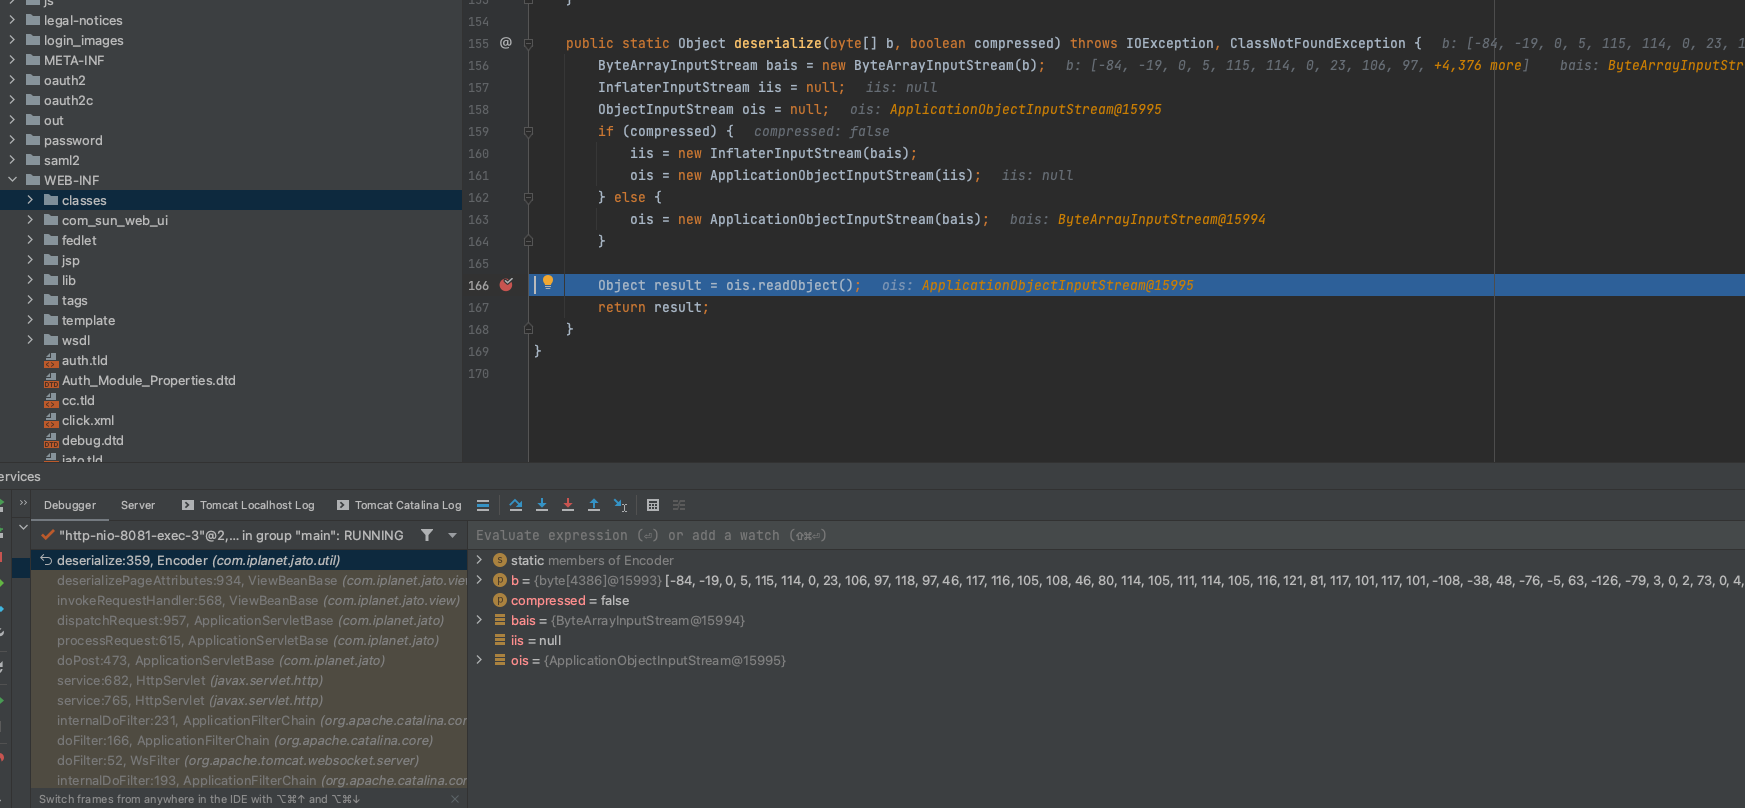 js
legal-notices
login_images
META-INF
oauth2
oauth2c
out
password
saml2
WEB-INF
classes
com_sun_web_ui
fedlet
jsp
lib
tags
template
wsdl
auth.tld
Auth_Module_Properties.dtd
cc.tld
click.xml
debug.dtd
jato.tld
153 }
154
155 @ public static Object deserialize(byte[] b, boolean compressed) throws IOException, ClassNotFoundException { b: [-84, -19, 0, 5, 115, 114, 0, 23, 1
156 ByteArrayInputStream bais = new ByteArrayInputStream(b); b: [-84, -19, 0, 5, 115, 114, 0, 23, 106, 97, +4,376 more] bais: ByteArrayInputStr
157 InflaterInputStream iis = null; iis: null
158 ObjectInputStream ois = null; ois: ApplicationObjectInputStream@15995
159 if (compressed) { compressed: false
160 iis = new InflaterInputStream(bais);
161 ois = new ApplicationObjectInputStream(iis); iis: null
162 } else {
163 ois = new ApplicationObjectInputStream(bais); bais: ByteArrayInputStream@15994
164 }
165
166 Object result = ois.readObject(); ois: ApplicationObjectInputStream@15995
167 return result;
168 }
169 }
170
ervices
Debugger Server Tomcat Localhost Log Tomcat Catalina Log
"http-nio-8081-exec-3"@2,... in group "main": RUNNING
deserialize:359, Encoder (com.iplanet.jato.util)
deserializePageAttributes:934, ViewBeanBase (com.iplanet.jato.view
invokeRequestHandler:568, ViewBeanBase (com.iplanet.jato.view)
dispatchRequest:957, ApplicationServletBase (com.iplanet.jato)
processRequest:615, ApplicationServletBase (com.iplanet.jato)
doPost:473, ApplicationServletBase (com.iplanet.jato)
service:682, HttpServlet (javax.servlet.http)
service:765, HttpServlet (javax.servlet.http)
internalDoFilter:231, ApplicationFilterChain (org.apache.catalina.cor
doFilter:166, ApplicationFilterChain (org.apache.catalina.core)
doFilter:52, WsFilter (org.apache.tomcat.websocket.server)
internalDoFilter:193, ApplicationFilterChain (org.apache.catalina.cor
Switch frames from anywhere in the IDE with ⌥⌘↑ and ⌥⌘↓
Evaluate expression (⏎) or add a watch (⇧⌘⏎)
static members of Encoder
b = {byte[4386]@15993} [-84, -19, 0, 5, 115, 114, 0, 23, 106, 97, 118, 97, 46, 117, 116, 105, 108, 46, 80, 114, 105, 111, 114, 105, 116, 121, 81, 117, 101, 117, 101, -108, -38, 48, -76, -5, 63, -126, -79, 3, 0, 2, 73, 0, 4,
compressed = false
bais = {ByteArrayInputStream@15994}
iis = null
ois = {ApplicationObjectInputStream@15995}